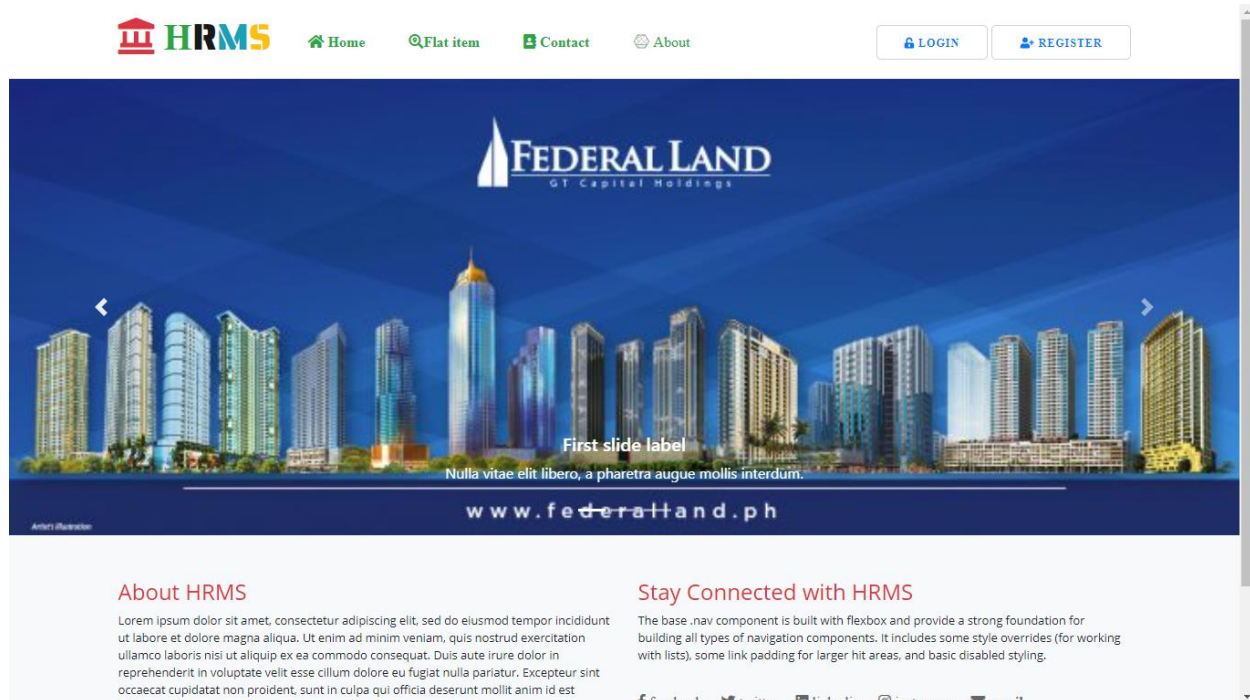 HRMS
Home
Flat item
Contact
About
LOGIN
REGISTER
FEDERAL LAND
GT Capital Holdings
First slide label
Nulla vitae elit libero, a pharetra augue mollis interdum.
www.federalland.ph
Artist's Illustration
About HRMS
Lorem ipsum dolor sit amet, consectetur adipiscing elit, sed do eiusmod tempor incididunt
ut labore et dolore magna aliqua. Ut enim ad minim veniam, quis nostrud exercitation
ullamco laboris nisi ut aliquip ex ea commodo consequat. Duis aute irure dolor in
reprehenderit in voluptate velit esse cillum dolore eu fugiat nulla pariatur. Excepteur sint
occaecat cupidatat non proident, sunt in culpa qui officia deserunt mollit anim id est
Stay Connected with HRMS
The base .nav component is built with flexbox and provide a strong foundation for
building all types of navigation components. It includes some style overrides (for working
with lists), some link padding for larger hit areas, and basic disabled styling.